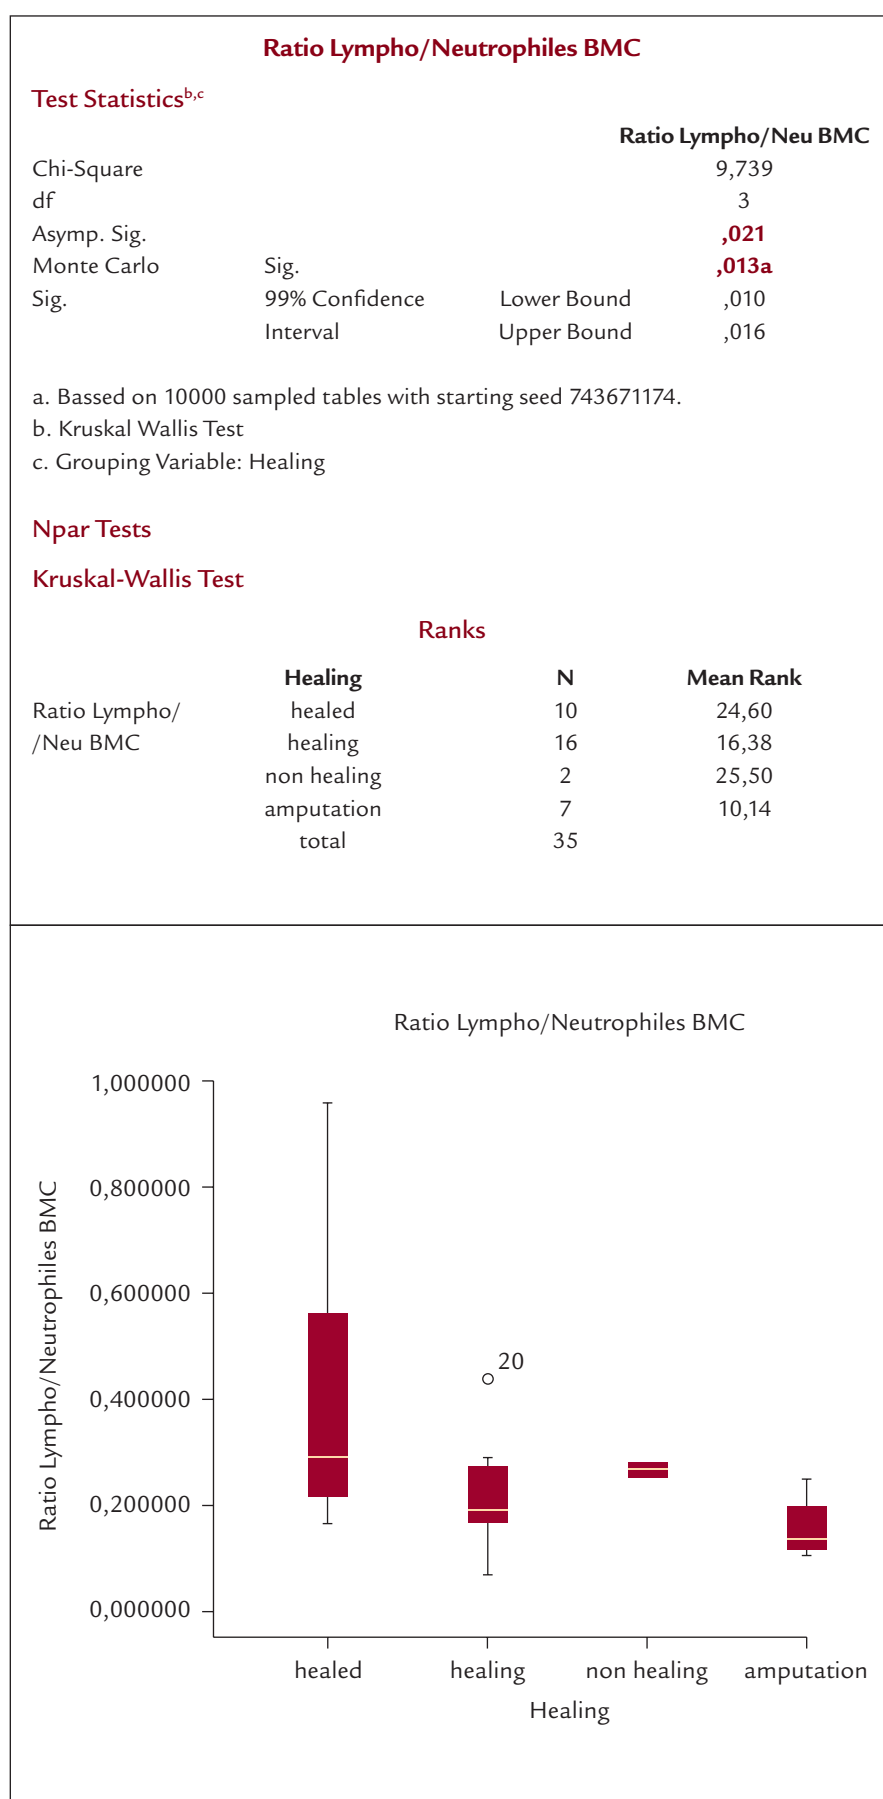 Ratio Lympho/Neutrophiles BMC
Test Statisticsb,c
Ratio Lympho/Neu BMC
Chi-Square 9,739
df 3
Asymp. Sig. ,021
Monte Carlo Sig. ,013a
Sig. 99% Confidence Lower Bound ,010
Interval Upper Bound ,016
a. Bassed on 10000 sampled tables with starting seed 743671174.
b. Kruskal Wallis Test
c. Grouping Variable: Healing
Npar Tests
Kruskal-Wallis Test
Ranks
Healing N Mean Rank
Ratio Lympho/ healed 10 24,60
/Neu BMC healing 16 16,38
non healing 2 25,50
amputation 7 10,14
total 35
Ratio Lympho/Neutrophiles BMC
Ratio Lympho/Neutrophiles BMC
1,000000
0,800000
0,600000
0,400000
0,200000
0,000000
20
healed healing non healing amputation
Healing